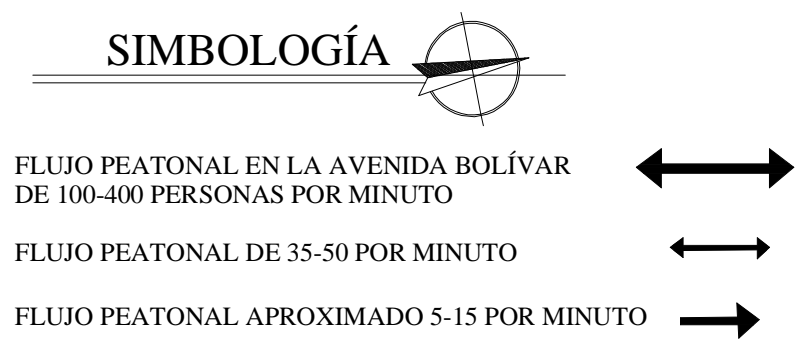 SIMBOLOGÍA
FLUJO PEATONAL EN LA AVENIDA BOLÍVAR
DE 100-400 PERSONAS POR MINUTO
FLUJO PEATONAL DE 35-50 POR MINUTO
FLUJO PEATONAL APROXIMADO 5-15 POR MINUTO